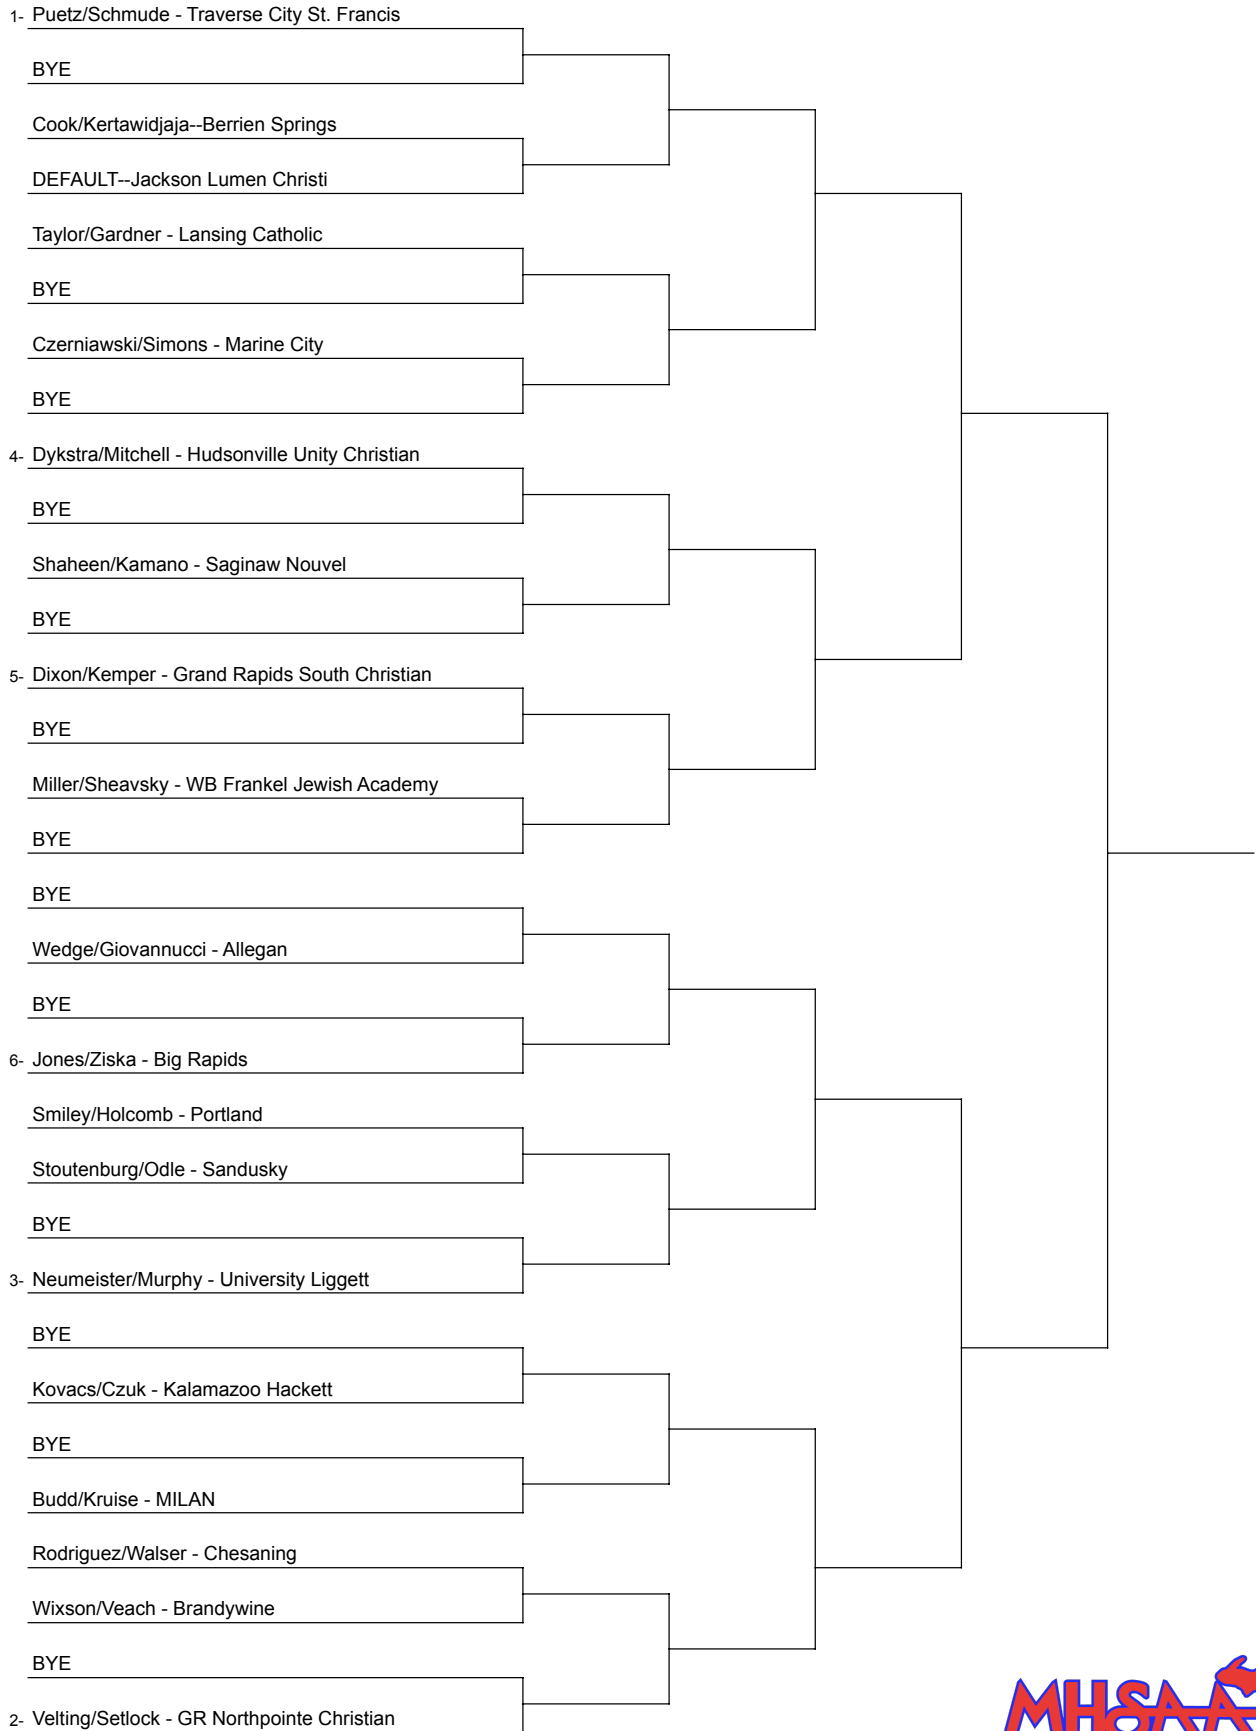 1- Puetz/Schmude - Traverse City St. Francis
BYE
Cook/Kertawidjaja--Berrien Springs
DEFAULT--Jackson Lumen Christi
Taylor/Gardner - Lansing Catholic
BYE
Czerniawski/Simons - Marine City
BYE
4- Dykstra/Mitchell - Hudsonville Unity Christian
BYE
Shaheen/Kamano - Saginaw Nouvel
BYE
5- Dixon/Kemper - Grand Rapids South Christian
BYE
Miller/Sheavsky - WB Frankel Jewish Academy
BYE
BYE
Wedge/Giovannucci - Allegan
BYE
6- Jones/Ziska - Big Rapids
Smiley/Holcomb - Portland
Stoutenburg/Odle - Sandusky
BYE
3- Neumeister/Murphy - University Liggett
BYE
Kovacs/Czuk - Kalamazoo Hackett
BYE
Budd/Kruise - MILAN
Rodriguez/Walser - Chesaning
Wixson/Veach - Brandywine
BYE
2- Velting/Setlock - GR Northpointe Christian
MHSAA